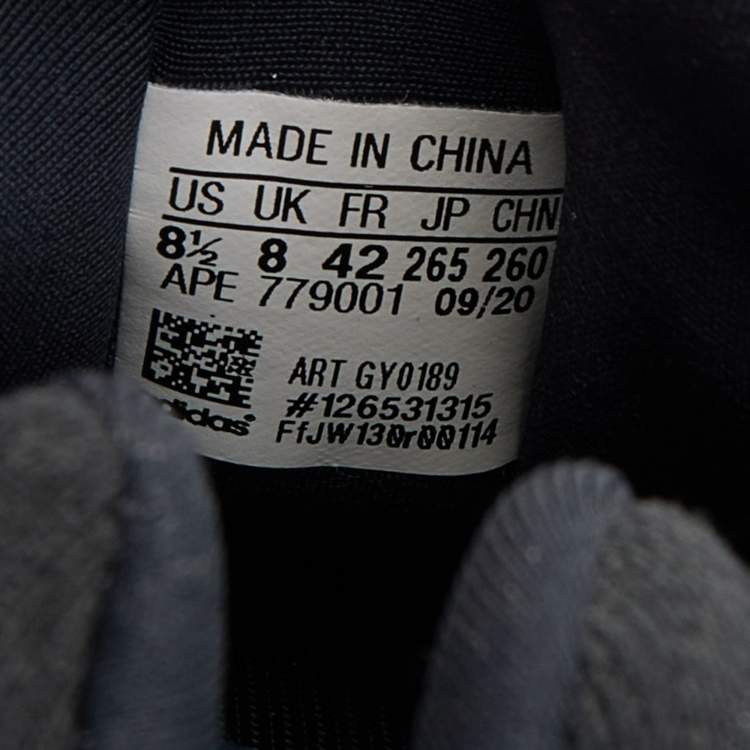 MADE IN CHINA
US UK FR JP CHN
8½ 8 42 265 260
APE 779001 09/20
ART GY0189
#126531315
adidas
FfJW130r00114